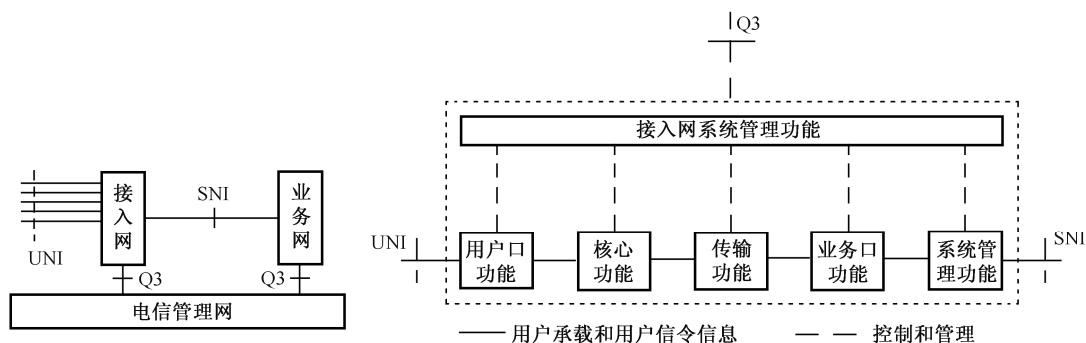 UNI
接入网
SNI
业务网
Q3
Q3
电信管理网
Q3
接入网系统管理功能
UNI
用户口功能
核心功能
传输功能
业务口功能
系统管理功能
SNI
用户承载和用户信令信息
控制和管理